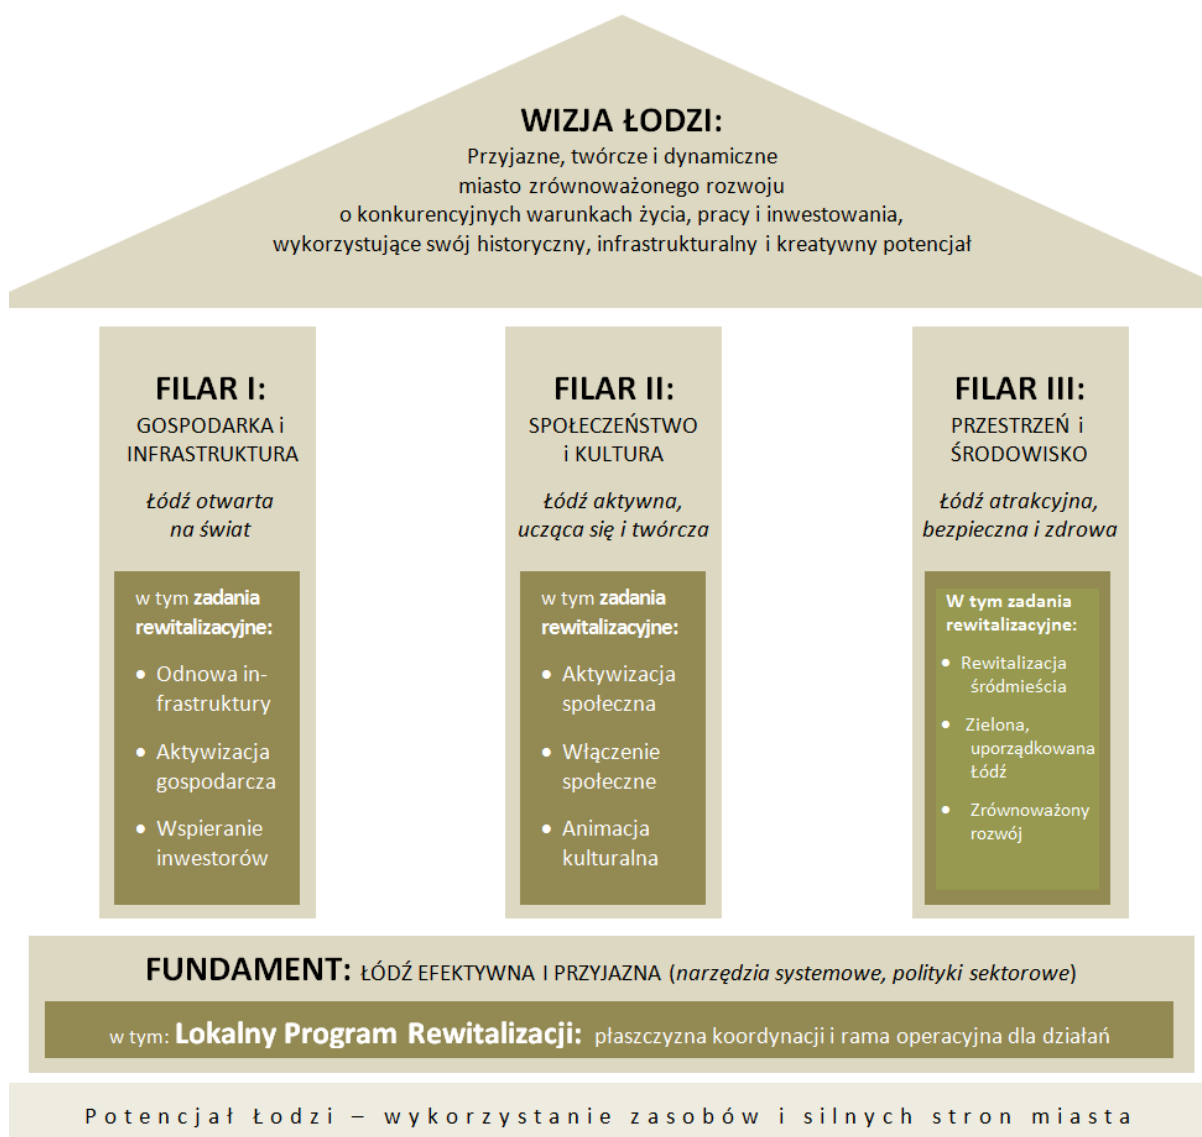 WIZJA ŁODZI:
Przyjazne, twórcze i dynamiczne
miasto zrównoważonego rozwoju
o konkurencyjnych warunkach życia, pracy i inwestowania,
wykorzystujące swój historyczny, infrastrukturalny i kreatywny potencjał
FILAR I:
GOSPODARKA i
INFRASTRUKTURA
Łódź otwarta
na świat
w tym zadania
rewitalizacyjne:
• Odnowa in-
frastruktury
• Aktywizacja
gospodarcza
• Wspieranie
inwestorów
FILAR II:
SPOŁECZEŃSTWO
i KULTURA
Łódź aktywna,
ucząca się i twórcza
w tym zadania
rewitalizacyjne:
• Aktywizacja
społeczna
• Włączenie
społeczne
• Animacja
kulturalna
FILAR III:
PRZESTRZEŃ i
ŚRODOWISKO
Łódź atrakcyjna,
bezpieczna i zdrowa
W tym zadania
rewitalizacyjne:
• Rewitalizacja
śródmieścia
• Zielona,
uporządkowana
Łódź
• Zrównoważony
rozwój
FUNDAMENT: ŁÓDŹ EFEKTYWNA I PRZYJAZNA (narzędzia systemowe, polityki sektorowe)
w tym: Lokalny Program Rewitalizacji: płaszczyzna koordynacji i rama operacyjna dla działań
Potencjał Łodzi – wykorzystanie zasobów i silnych stron miasta